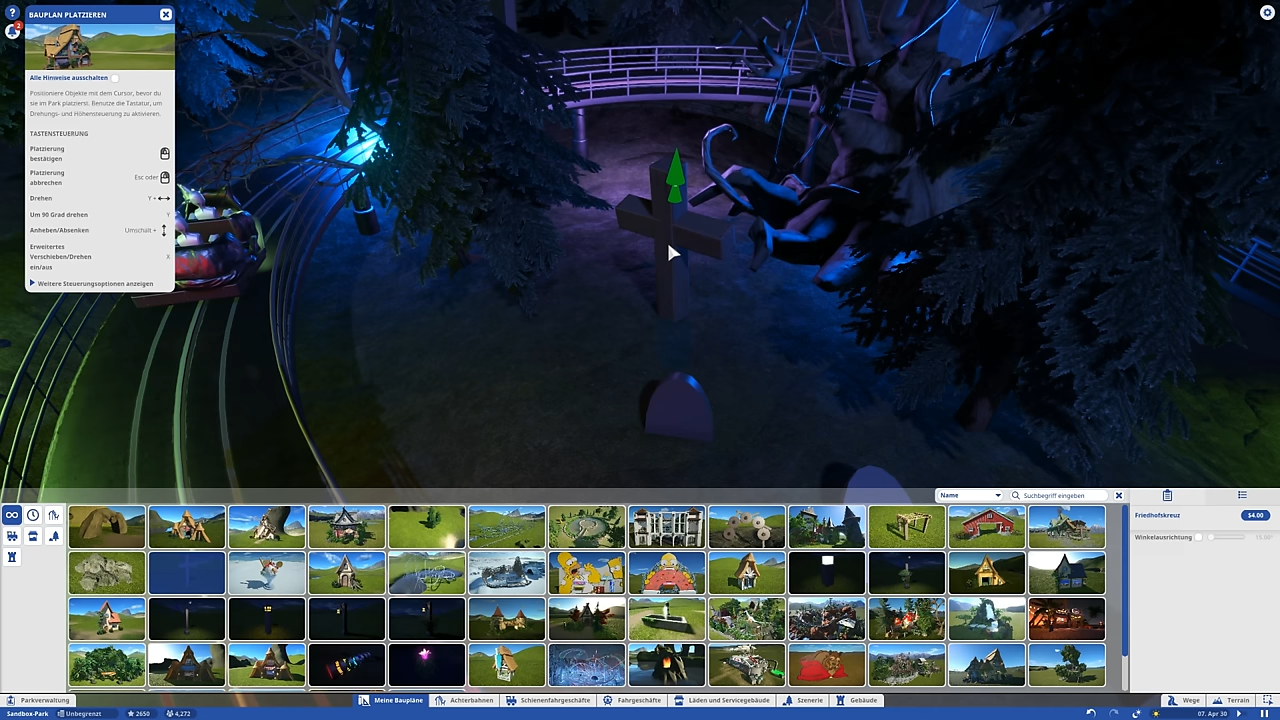 ?
2
BAUPLAN PLATZIEREN
Alle Hinweise ausschalten
Positioniere Objekte mit dem Cursor, bevor du
sie im Park platzierst. Benutze die Tastatur, um
Drehungs- und Höhensteuerung zu aktivieren.
TASTENSTEUERUNG
Platzierung
bestätigen
Platzierung
abbrechen
Esc oder
Drehen
Y +
Um 90 Grad drehen
Y
Anheben/Absenken
Umschalt +
Erweitertes
Verschieben/Drehen
ein/aus
X
Weitere Steuerungsoptionen anzeigen
Name
Suchbegriff eingeben
Friedhofskreuz
$4.00
Winkelausrichtung
15.00°
Parkverwaltung
Meine Baupläne
Achterbahnen
Schienenfahrgeschäfte
Fahrgeschäfte
Läden und Servicegebäude
Szenerie
Gebäude
Wege
Terrain
Sandbox-Park
Unbegrenzt
2650
4,272
07. Apr 30